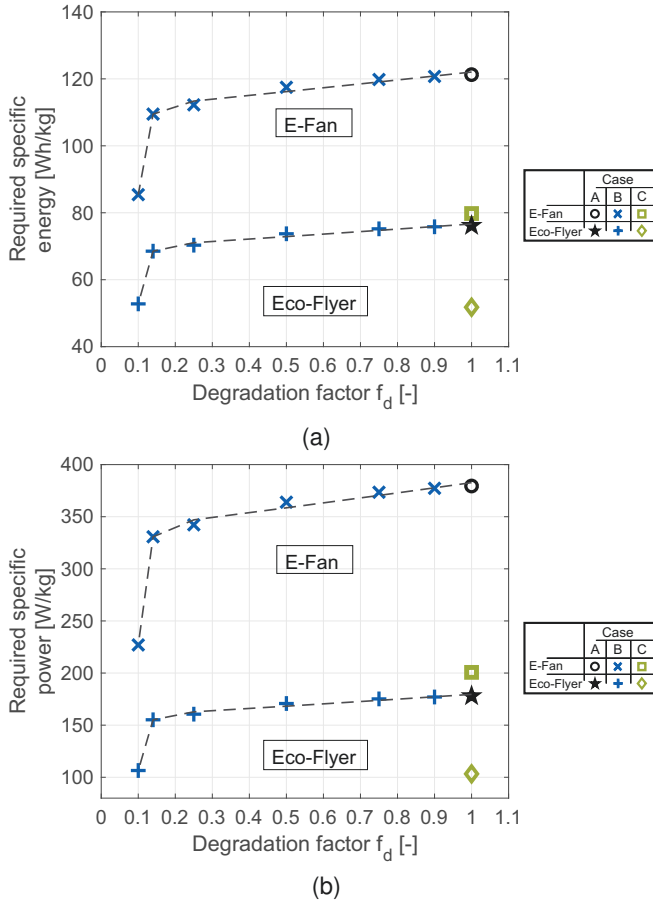 140
120
100
80
60
40
Required specific
energy [Wh/kg]
E-Fan
Eco-Flyer
0 0.1 0.2 0.3 0.4 0.5 0.6 0.7 0.8 0.9 1 1.1
Degradation factor f_d [-]
Case
A B C
E-Fan
Eco-Flyer
(a)
400
350
300
250
200
150
100
Required specific
power [W/kg]
E-Fan
Eco-Flyer
0 0.1 0.2 0.3 0.4 0.5 0.6 0.7 0.8 0.9 1 1.1
Degradation factor f_d [-]
Case
A B C
E-Fan
Eco-Flyer
(b)